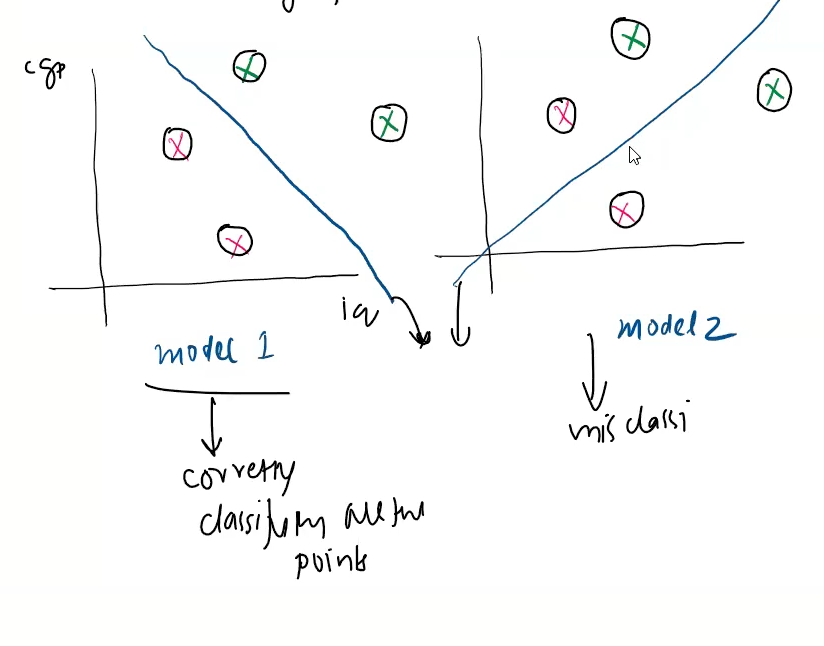 cgp
iq
model 1
model 2
correctly
classifying all the
points
misclassi